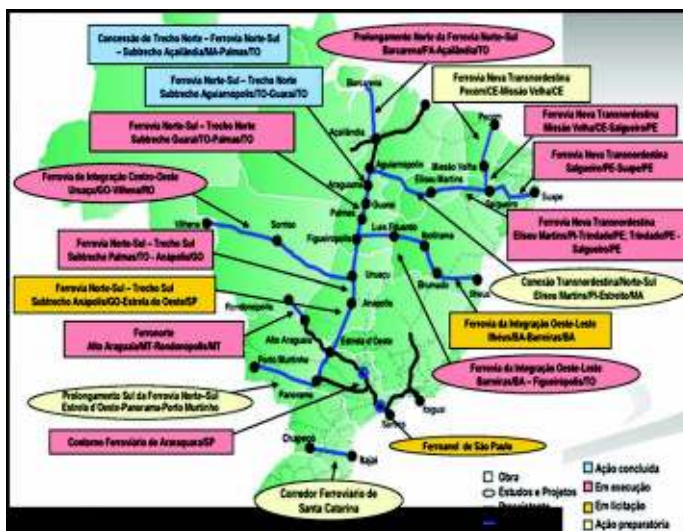 Concessão do Trecho Norte – Ferrovia Norte-Sul
– Subtrecho Açailândia/MA-Palmas/TO
Prolongamento Norte da Ferrovia Norte-Sul
Barcarena/PA-Açailândia/TO
Ferrovia Norte-Sul – Trecho Norte
Subtrecho Aguiarnópolis/TO-Guaraí/TO
Ferrovia Nova Transnordestina
Pecém/CE-Missão Velha/CE
Barcarena
Ferrovia Norte-Sul – Trecho Norte
Subtrecho Guaraí/TO-Palmas/TO
Pecém
Ferrovia Nova Transnordestina
Missão Velha/CE-Salgueiro/PE
Açailândia
Aguiarnopolis
Missão Velha
Eliseu Martins
Ferrovia Nova Transnordestina
Salgueiro/PE-Suape/PE
Ferrovia de Integração Centro-Oeste
Uruaçu/GO-Vilhena/RO
Araguaína
Guaraí
Salgueiro
Suape
Palmas
Luis Eduardo
Vilhena
Sorriso
Figueirópolis
Ibotirama
Ferrovia Nova Transnordestina
Eliseu Martins/PI-Trindade/PE, Trindade/PE -
Salgueiro/PE
Ferrovia Norte-Sul – Trecho Sul
Subtrecho Palmas/TO - Anápolis/GO
Uruaçu
Brumado
Ilheus
Conexão Transnordestina/Norte-Sul
Eliseu Martins/PI-Estreito/MA
Ferrovia Norte-Sul – Trecho Sul
Subtrecho Anápolis/GO-Estrela do Oeste/SP
Rondonopolis
Anapolis
Ferrovia da Integração Oeste-Leste
Ilhéus/BA-Barreiras/BA
Ferronorte
Alto Araguaia/MT-Rondonópolis/MT
Alto Araguaia
Estrela d'Oeste
Porto Murtinho
Ferrovia da Integração Oeste-Leste
Barreiras/BA – Figueirópolis/TO
Panorama
Prolongamento Sul da Ferrovia Norte-Sul
Estrela d'Oeste-Panorama-Porto Murtinho
Itaguaí
Santos
Contorno Ferroviário de Araraquara/SP
Chapecó
Itajaí
Ferroanel de São Paulo
Corredor Ferroviário de
Santa Catarina
Obra
Estudos e Projetos
Ação concluída
Em execução
Em licitação
Ação preparatória